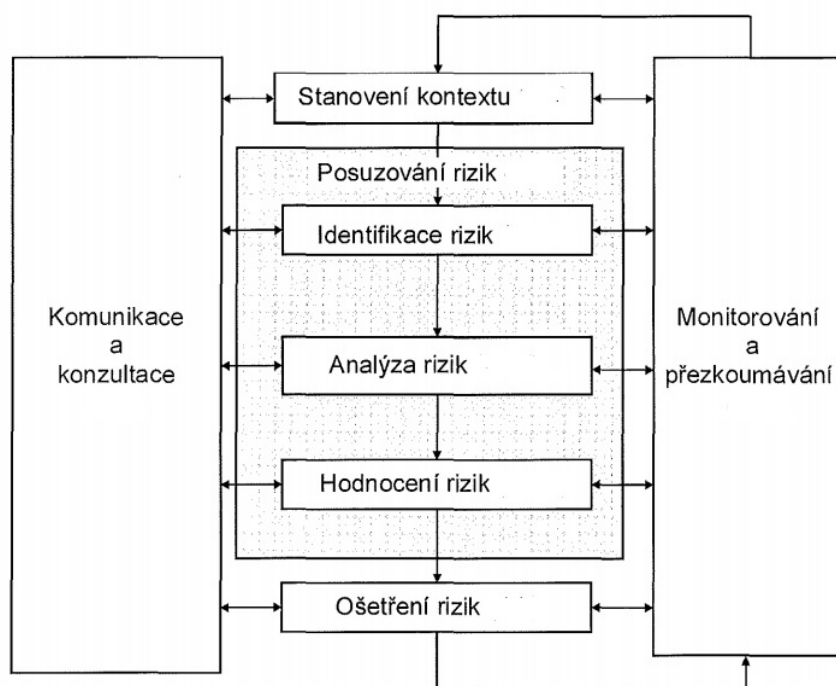 Stanovení kontextu
Posuzování rizik
Identifikace rizik
Komunikace
a
konzultace
Analýza rizik
Monitorování
a
přezkoumávání
Hodnocení rizik
Ošetření rizik